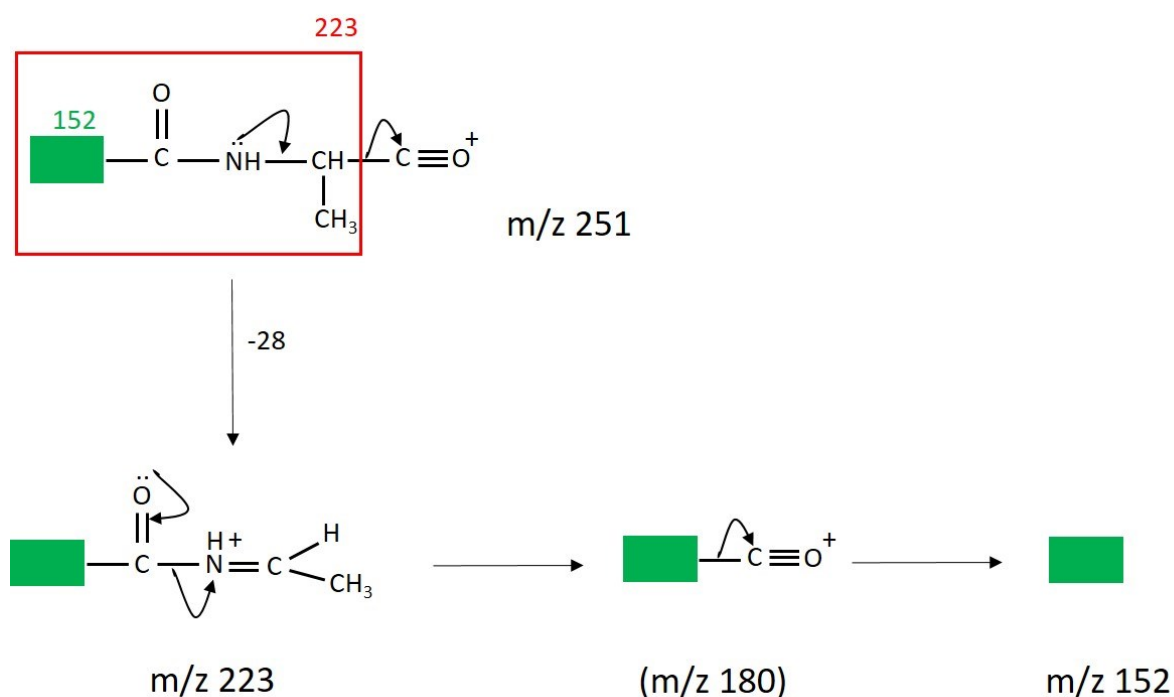 223
O
152
C
NH
CH
C
O+
CH3
m/z 251
-28
O
H
H +
C
N
C
CH3
C
O+
m/z 223
(m/z 180)
m/z 152